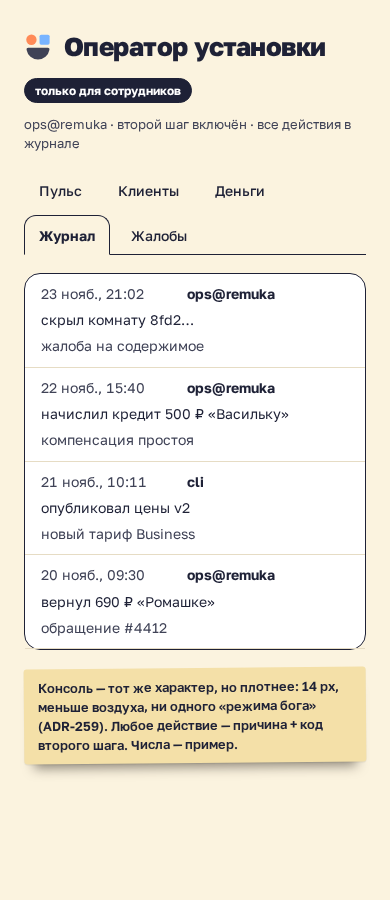 Оператор установки
только для сотрудников
ops@remuka · второй шаг включён · все действия в
журнале
Пульс Клиенты Деньги
Журнал Жалобы
23 нояб., 21:02 ops@remuka
скрыл комнату 8fd2…
жалоба на содержимое
22 нояб., 15:40 ops@remuka
начислил кредит 500 ₽ «Васильку»
компенсация простоя
21 нояб., 10:11 cli
опубликовал цены v2
новый тариф Business
20 нояб., 09:30 ops@remuka
вернул 690 ₽ «Ромашке»
обращение #4412
Консоль — тот же характер, но плотнее: 14 px,
меньше воздуха, ни одного «режима бога»
(ADR-259). Любое действие — причина + код
второго шага. Числа — пример.